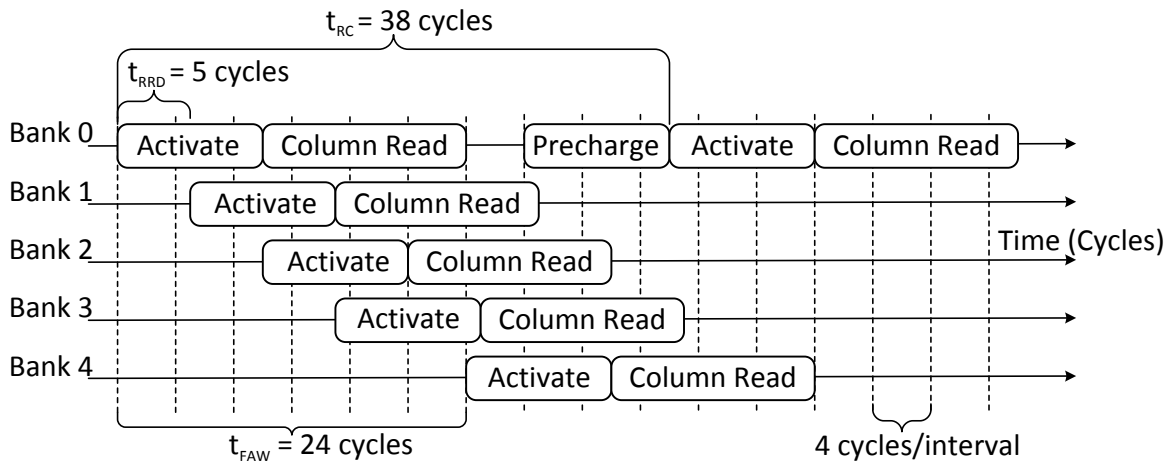 t_RC = 38 cycles
t_RRD = 5 cycles
Bank 0 Activate Column Read Precharge Activate Column Read
Bank 1 Activate Column Read
Bank 2 Activate Column Read
Time (Cycles)
Bank 3 Activate Column Read
Bank 4 Activate Column Read
t_FAW = 24 cycles
4 cycles/interval